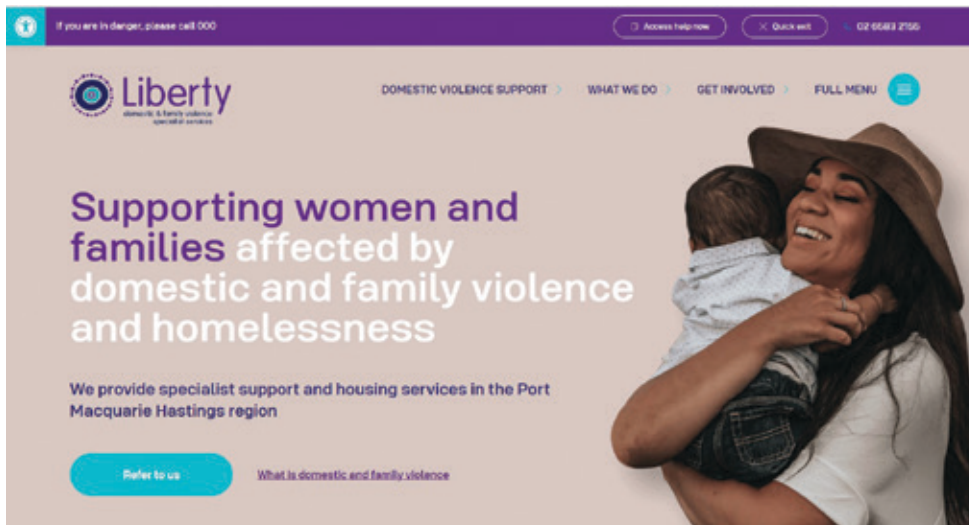 If you are in danger, please call 000
Access help now
Quick exit
02 6583 2155
Liberty
domestic & family violence
specialist services
DOMESTIC VIOLENCE SUPPORT
WHAT WE DO
GET INVOLVED
FULL MENU
Supporting women and
families affected by
domestic and family violence
and homelessness
We provide specialist support and housing services in the Port
Macquarie Hastings region
Refer to us
What is domestic and family violence